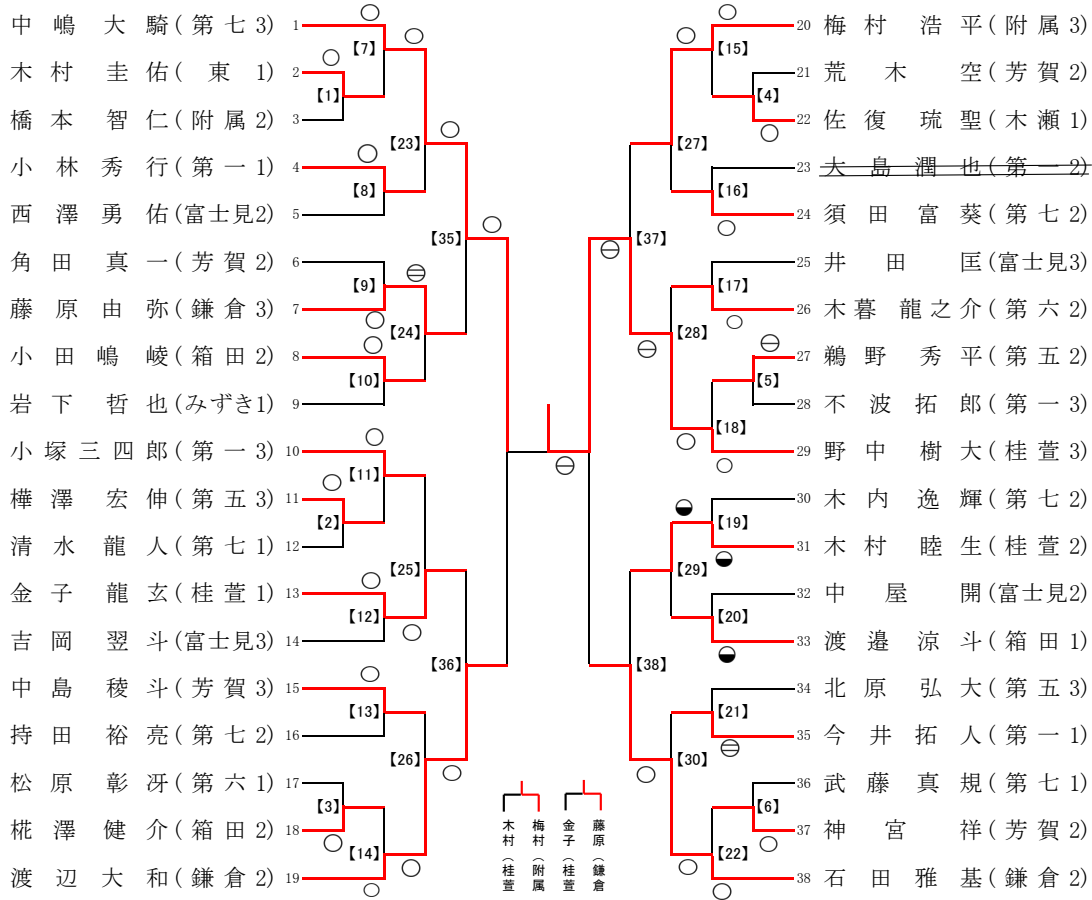 中嶋大騎(第七3) 1
木村圭佑(東1) 2
橋本智仁(附属2) 3
小林秀行(第一1) 4
西澤勇佑(富士見2) 5
角田真一(芳賀2) 6
藤原由弥(鎌倉3) 7
小田嶋崚(箱田2) 8
岩下哲也(みずき1) 9
小塚三四郎(第一3) 10
樺澤宏伸(第五3) 11
清水龍人(第七1) 12
金子龍玄(桂萱1) 13
吉岡翌斗(富士見3) 14
中島稜斗(芳賀3) 15
持田裕亮(第七2) 16
松原彰冴(第六1) 17
椛澤健介(箱田2) 18
渡辺大和(鎌倉2) 19
【1】
【2】
【3】
【7】
【8】
【9】
【10】
【11】
【12】
【13】
【14】
【23】
【24】
【25】
【26】
【35】
【36】
木村(桂萱
梅村(附属
金子(桂萱
藤原(鎌倉
【37】
【38】
【27】
【28】
【29】
【30】
【15】
【16】
【17】
【18】
【19】
【20】
【21】
【22】
【4】
【5】
【6】
20 梅村浩平(附属3)
21 荒木空(芳賀2)
22 佐復琉聖(木瀬1)
23 大島潤也(第一2)
24 須田富葵(第七2)
25 井田匡(富士見3)
26 木暮龍之介(第六2)
27 鵜野秀平(第五2)
28 不波拓郎(第一3)
29 野中樹大(桂萱3)
30 木内逸輝(第七2)
31 木村睦生(桂萱2)
32 中屋開(富士見2)
33 渡邉涼斗(箱田1)
34 北原弘大(第五3)
35 今井拓人(第一1)
36 武藤真規(第七1)
37 神宮祥(芳賀2)
38 石田雅基(鎌倉2)